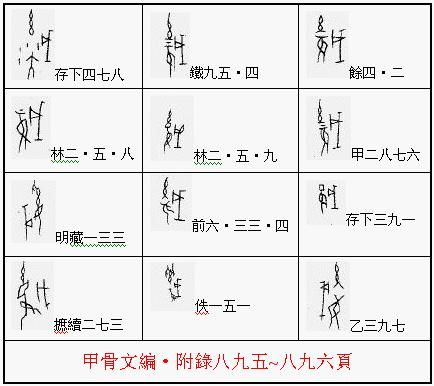 存下四七八 鐵九五·四 餘四·二
林二·五·八 林二·五·九 甲二八七六
明藏一三三 前六·三三·四 存下三九一
摭續二七三 佚一五一 乙三九七
甲骨文編·附錄八九五~八九六頁